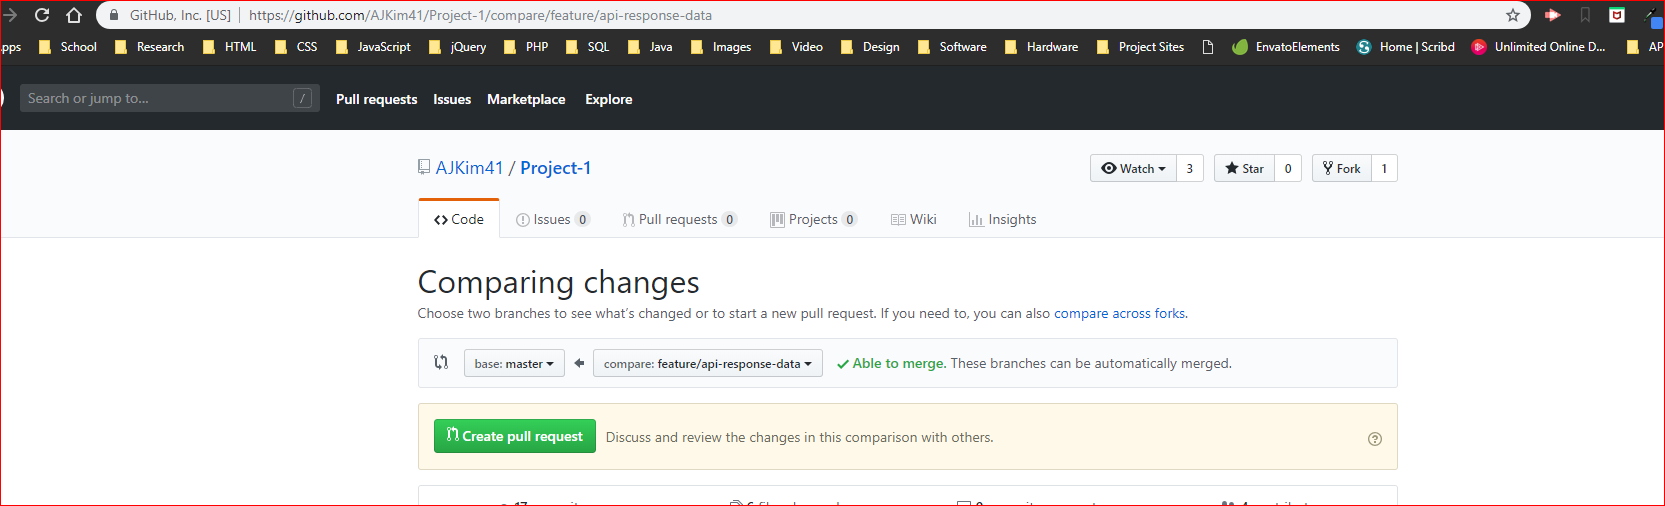 GitHub, Inc. [US] https://github.com/AJKim41/Project-1/compare/feature/api-response-data
School Research HTML CSS JavaScript jQuery PHP SQL Java Images Video Design Software Hardware Project Sites EnvatoElements Home | Scribd Unlimited Online D...
Search or jump to... / Pull requests Issues Marketplace Explore
AJKim41 / Project-1 Watch 3 Star 0 Fork 1
Code Issues 0 Pull requests 0 Projects 0 Wiki Insights
Comparing changes
Choose two branches to see what's changed or to start a new pull request. If you need to, you can also compare across forks.
base: master compare: feature/api-response-data Able to merge. These branches can be automatically merged.
Create pull request Discuss and review the changes in this comparison with others.